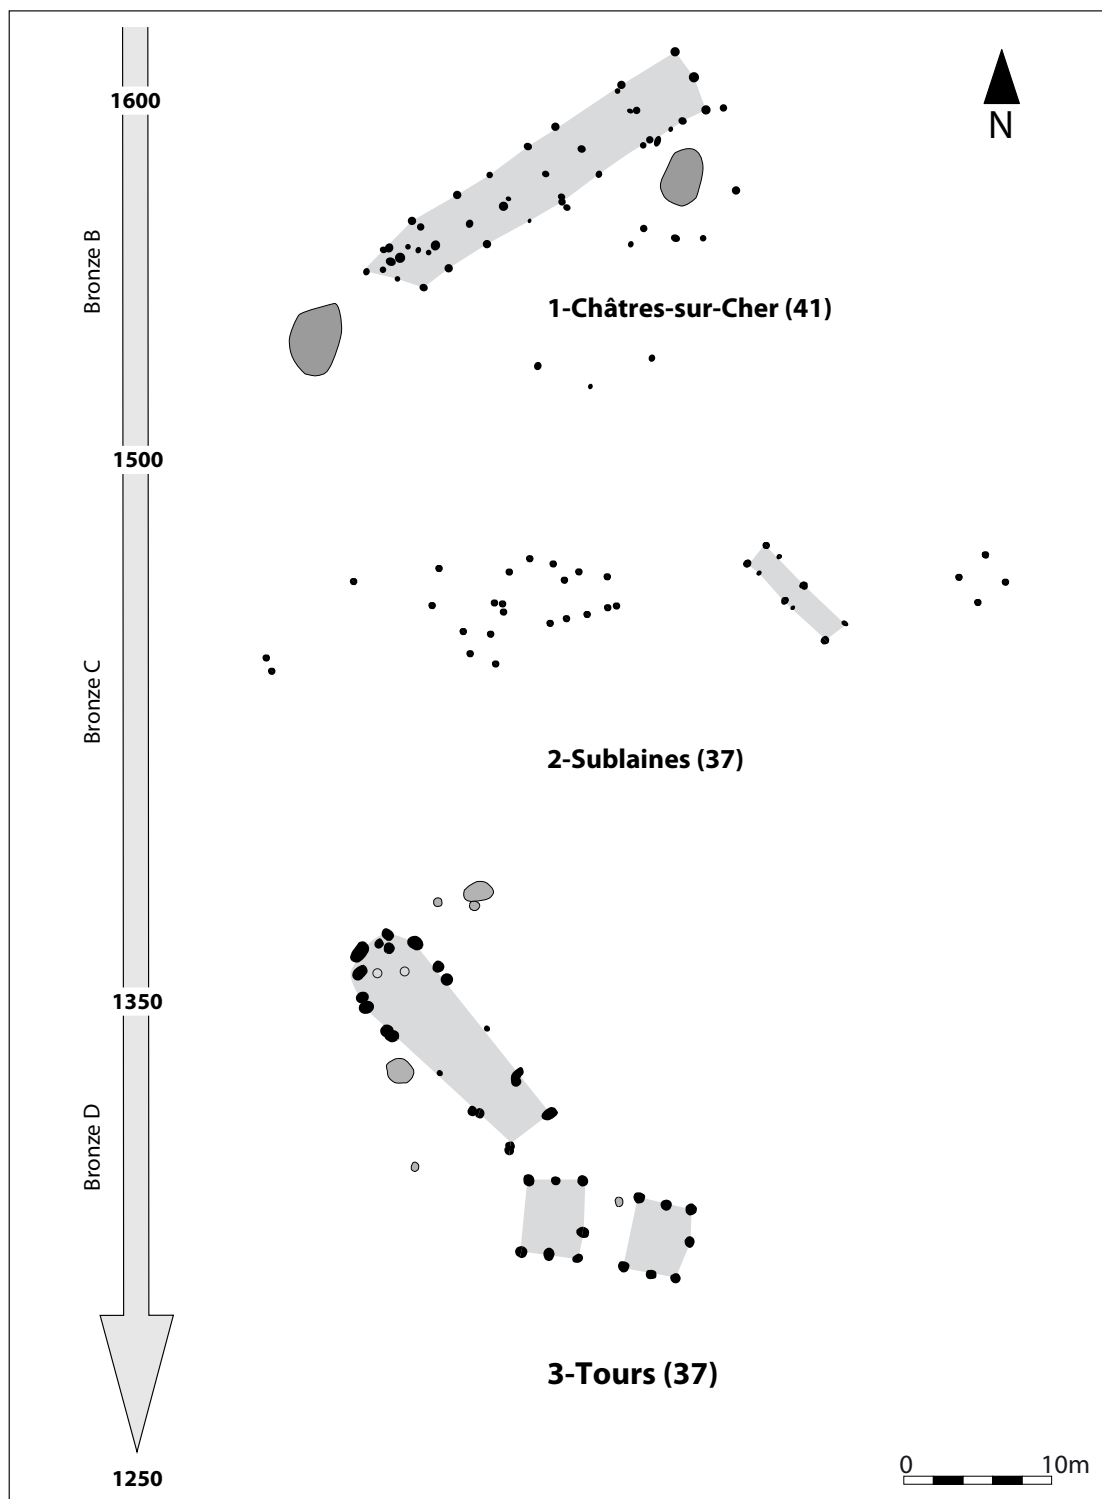 1600
N
Bronze B
1-Châtres-sur-Cher (41)
1500
Bronze C
2-Sublaines (37)
1350
Bronze D
3-Tours (37)
1250
0 10m